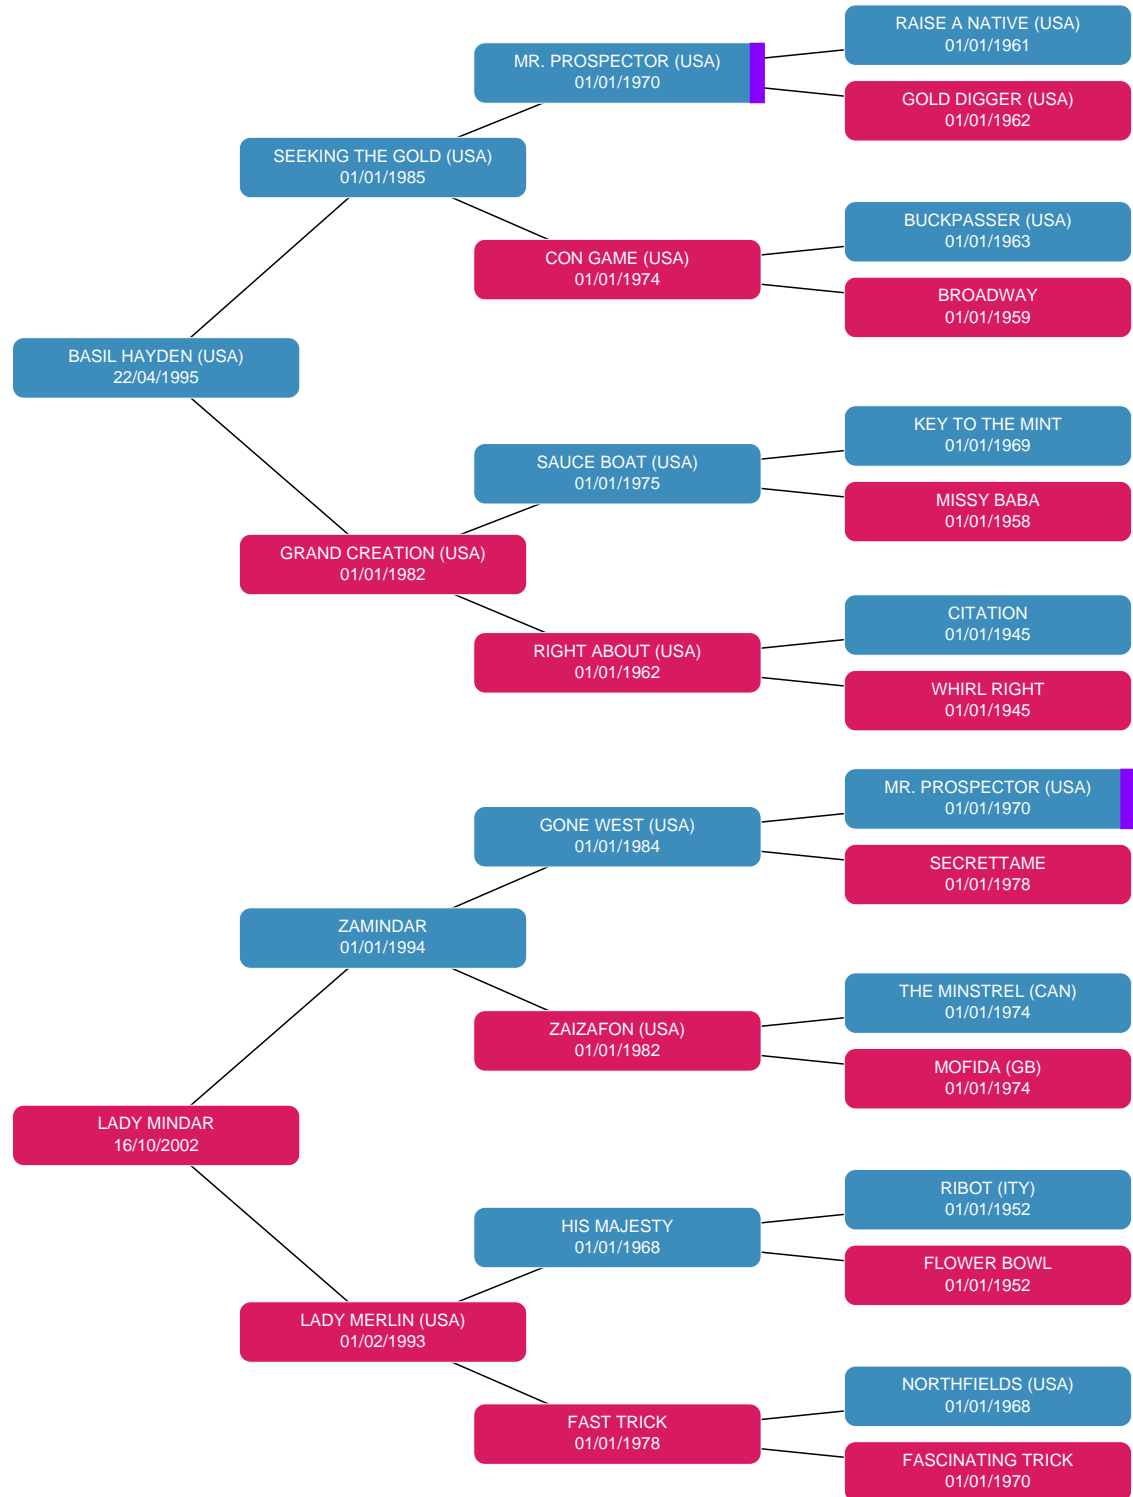 RAISE A NATIVE (USA)
01/01/1961
MR. PROSPECTOR (USA)
01/01/1970
GOLD DIGGER (USA)
01/01/1962
SEEKING THE GOLD (USA)
01/01/1985
BUCKPASSER (USA)
01/01/1963
CON GAME (USA)
01/01/1974
BROADWAY
01/01/1959
BASIL HAYDEN (USA)
22/04/1995
KEY TO THE MINT
01/01/1969
SAUCE BOAT (USA)
01/01/1975
MISSY BABA
01/01/1958
GRAND CREATION (USA)
01/01/1982
CITATION
01/01/1945
RIGHT ABOUT (USA)
01/01/1962
WHIRL RIGHT
01/01/1945
MR. PROSPECTOR (USA)
01/01/1970
GONE WEST (USA)
01/01/1984
SECRETTAME
01/01/1978
ZAMINDAR
01/01/1994
THE MINSTREL (CAN)
01/01/1974
ZAIZAFON (USA)
01/01/1982
MOFIDA (GB)
01/01/1974
LADY MINDAR
16/10/2002
RIBOT (ITY)
01/01/1952
HIS MAJESTY
01/01/1968
FLOWER BOWL
01/01/1952
LADY MERLIN (USA)
01/02/1993
NORTHFIELDS (USA)
01/01/1968
FAST TRICK
01/01/1978
FASCINATING TRICK
01/01/1970